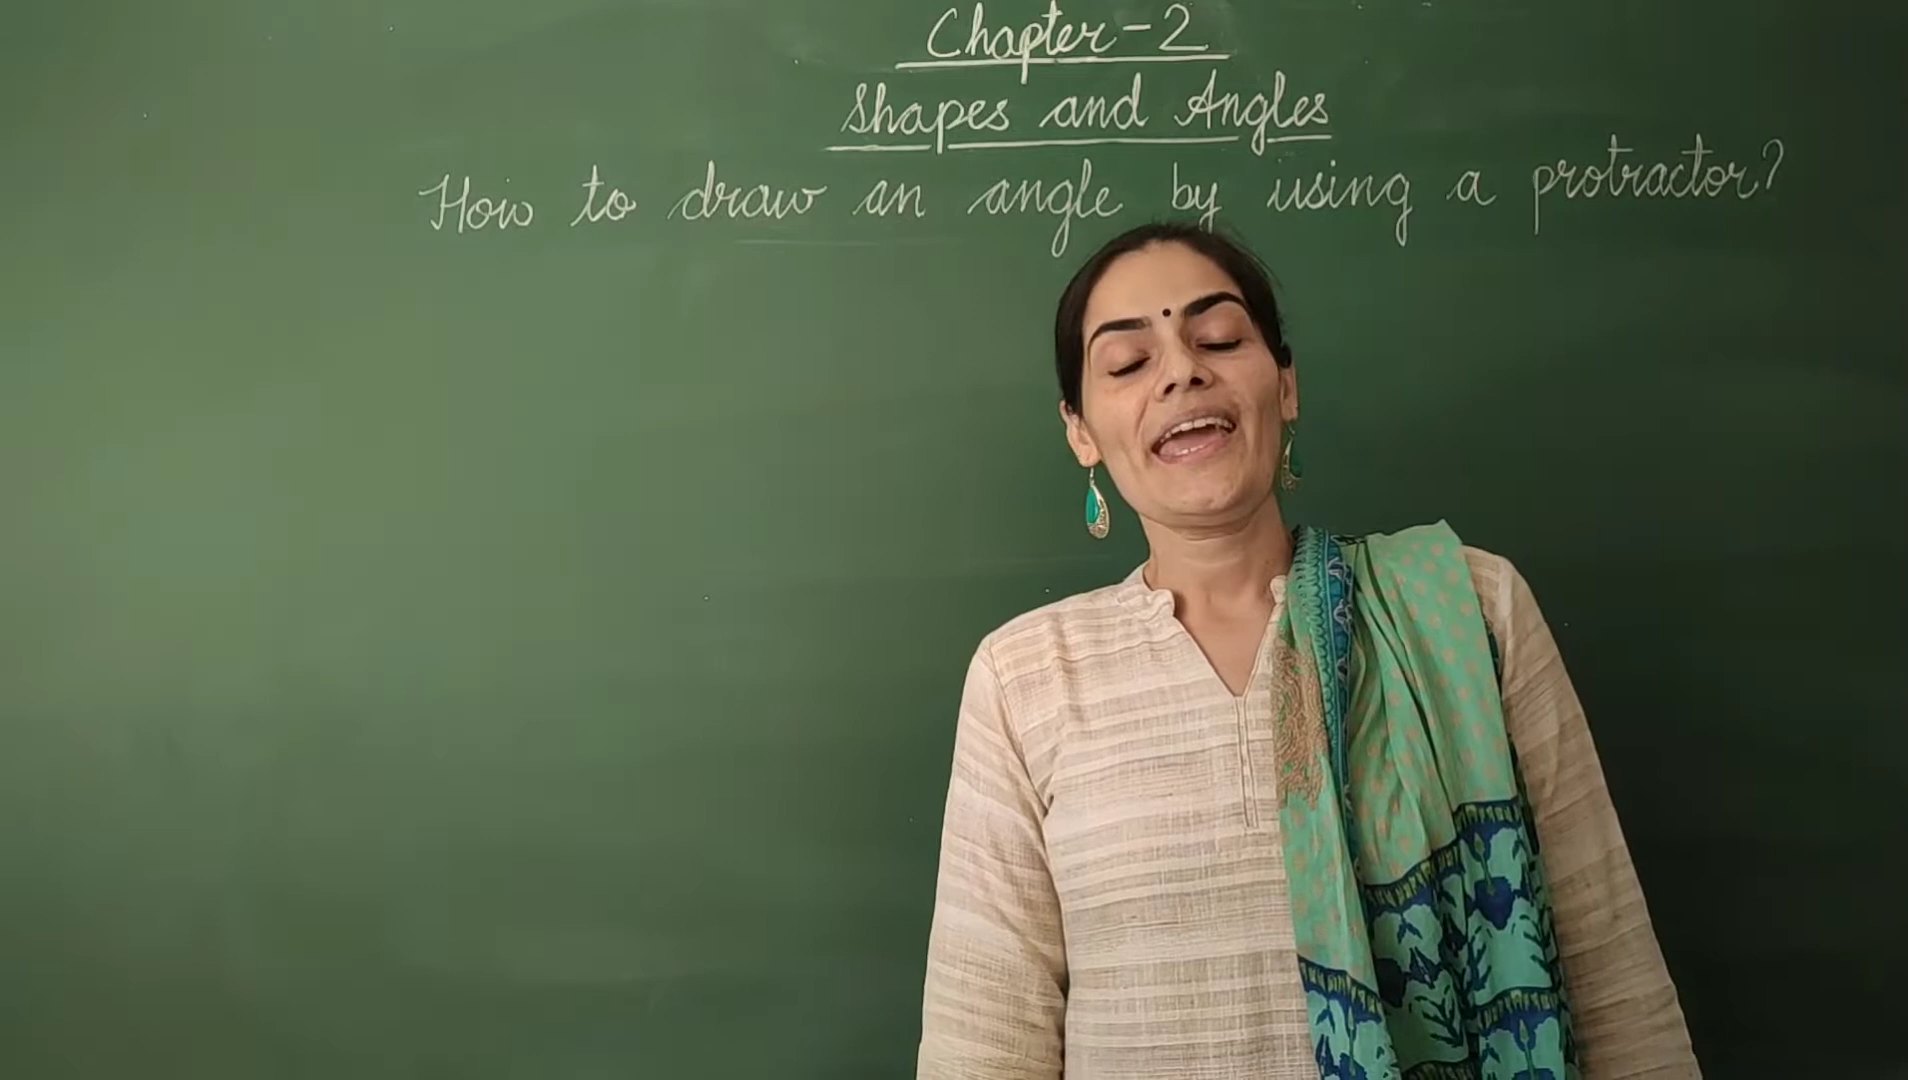 Chapter-2
Shapes and Angles
How to draw an angle by using a protractor?